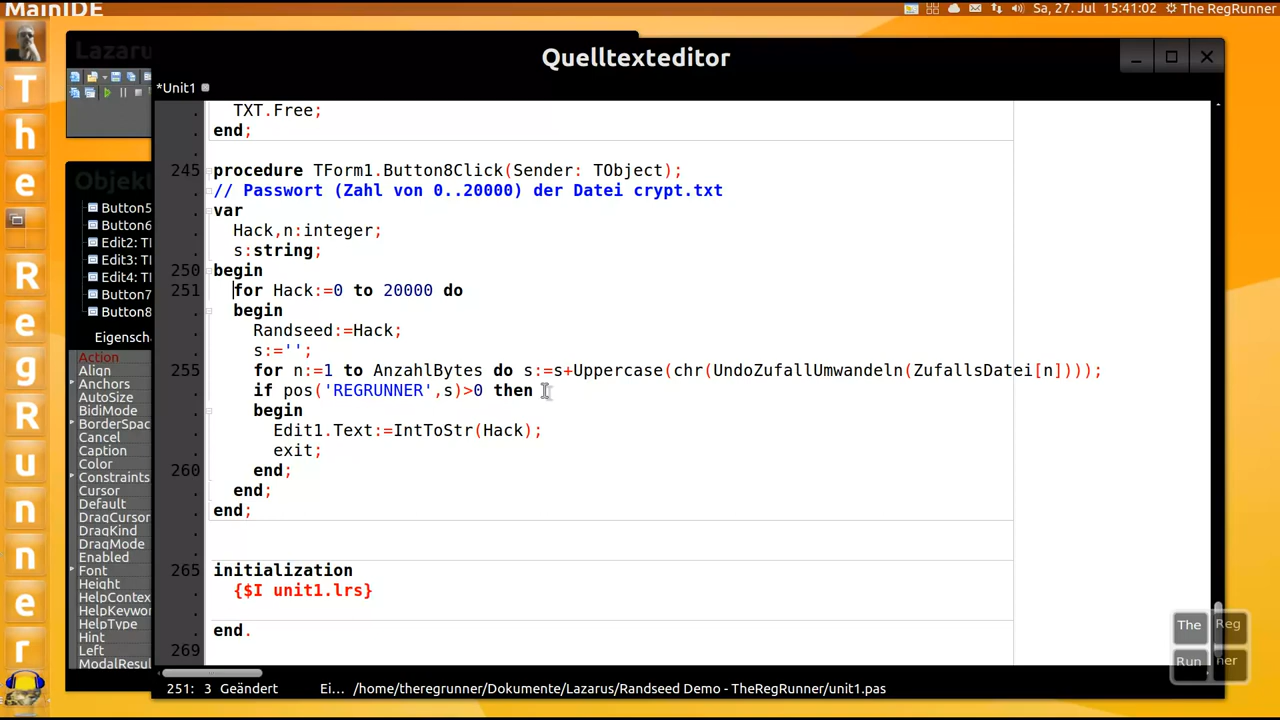 MainIDE
Sa, 27. Jul 15:41:02 The RegRunner
Lazarus
Quelltexteditor
*Unit1
TXT.Free;
end;
245 procedure TForm1.Button8Click(Sender: TObject);
// Passwort (Zahl von 0..20000) der Datei crypt.txt
var
Hack,n:integer;
s:string;
250 begin
251 for Hack:=0 to 20000 do
begin
Randseed:=Hack;
s:='';
255 for n:=1 to AnzahlBytes do s:=s+Uppercase(chr(UndoZufallUmwandeln(ZufallsDatei[n])));
if pos('REGRUNNER',s)>0 then
begin
Edit1.Text:=IntToStr(Hack);
exit;
260 end;
end;
end;
265 initialization
{$I unit1.lrs}
end.
269
251: 3 Geändert Ei… /home/theregrunner/Dokumente/Lazarus/Randseed Demo - TheRegRunner/unit1.pas
Objek
Button5
Button6
Edit2: T
Edit3: T
Edit4: T
Button7
Button8
Eigensch
Action
Align
Anchors
AutoSize
BidiMode
BorderSpac
Cancel
Caption
Color
Constraints
Cursor
Default
DragCursor
DragKind
DragMode
Enabled
Font
Height
HelpContex
HelpKeywo
HelpType
Hint
Left
ModalResul
T
h
e
R
e
g
R
u
n
n
e
r
The Reg
Run ner